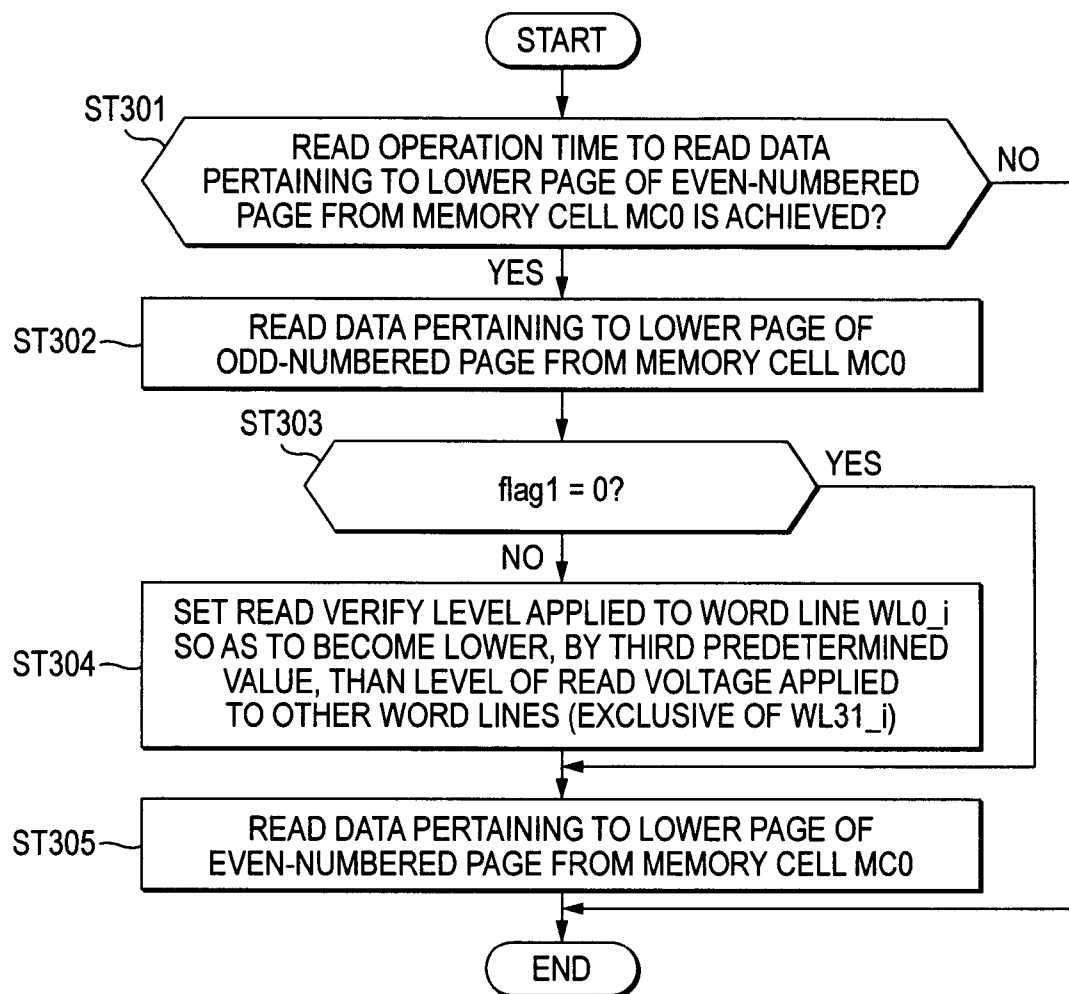 START
ST301
READ OPERATION TIME TO READ DATA
PERTAINING TO LOWER PAGE OF EVEN-NUMBERED
PAGE FROM MEMORY CELL MC0 IS ACHIEVED?
NO
YES
ST302
READ DATA PERTAINING TO LOWER PAGE OF
ODD-NUMBERED PAGE FROM MEMORY CELL MC0
ST303
flag1 = 0?
YES
NO
ST304
SET READ VERIFY LEVEL APPLIED TO WORD LINE WL0_i
SO AS TO BECOME LOWER, BY THIRD PREDETERMINED
VALUE, THAN LEVEL OF READ VOLTAGE APPLIED
TO OTHER WORD LINES (EXCLUSIVE OF WL31_i)
ST305
READ DATA PERTAINING TO LOWER PAGE OF
EVEN-NUMBERED PAGE FROM MEMORY CELL MC0
END